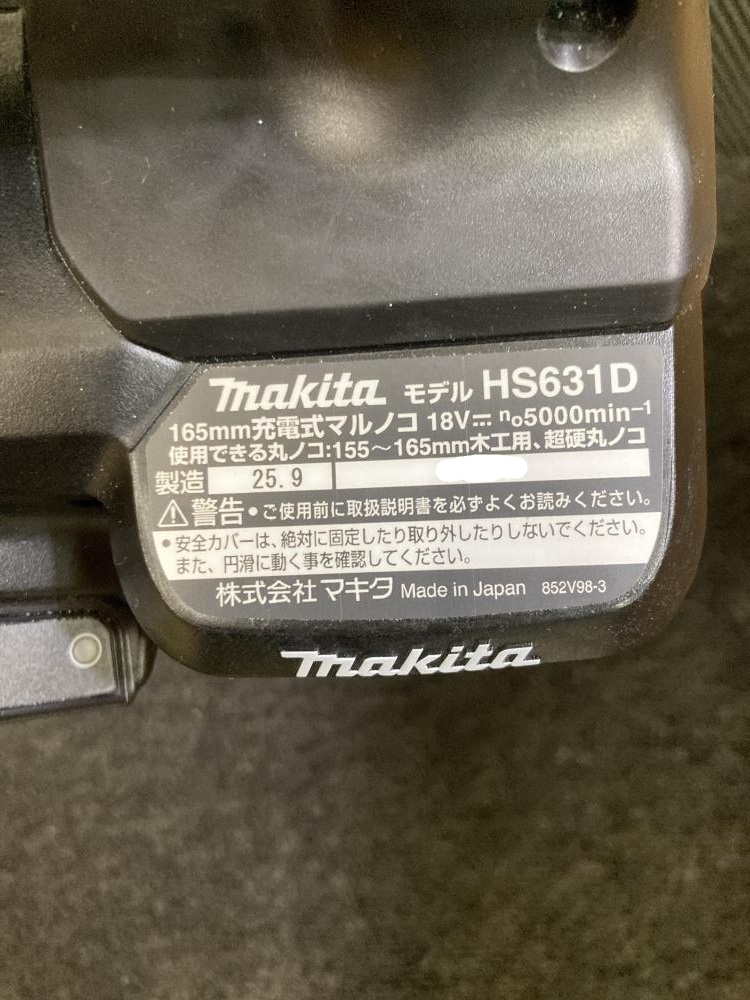 makita モデル HS631D
165mm充電式マルノコ 18V⎓ n₀5000min⁻¹
使用できる丸ノコ:155～165mm木工用、超硬丸ノコ
製造 25.9
⚠警告 •ご使用前に取扱説明書を必ずよくお読みください。
•安全カバーは、絶対に固定したり取り外したりしないでください。
また、円滑に動く事を確認してください。
株式会社マキタ Made in Japan 852V98-3
makita